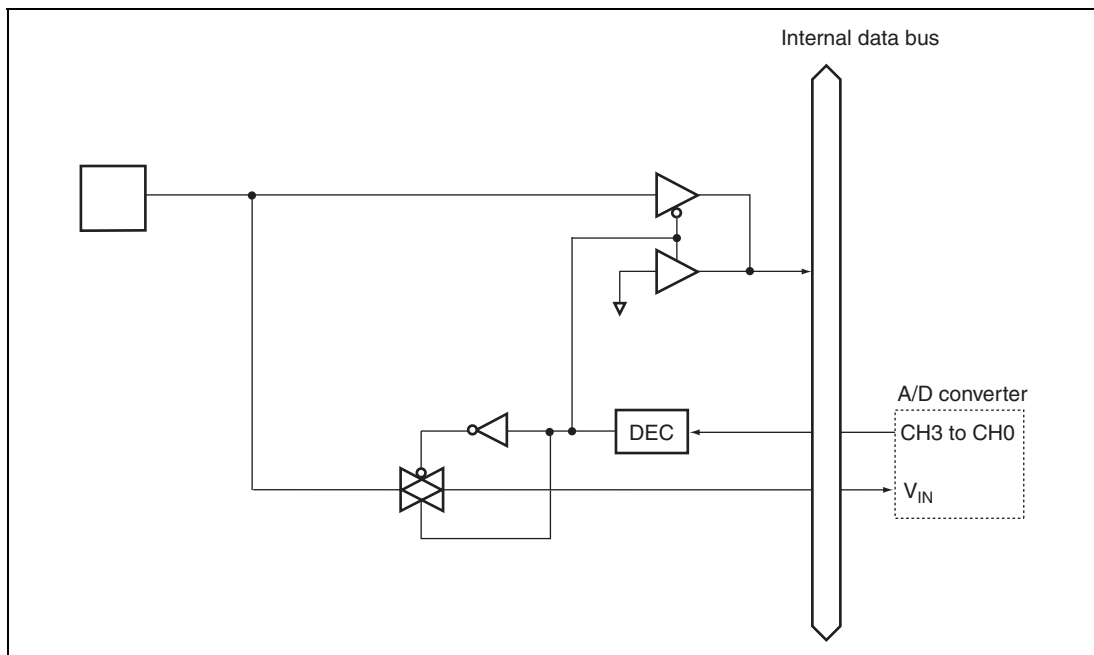 Internal data bus
A/D converter
DEC
CH3 to CH0
VIN